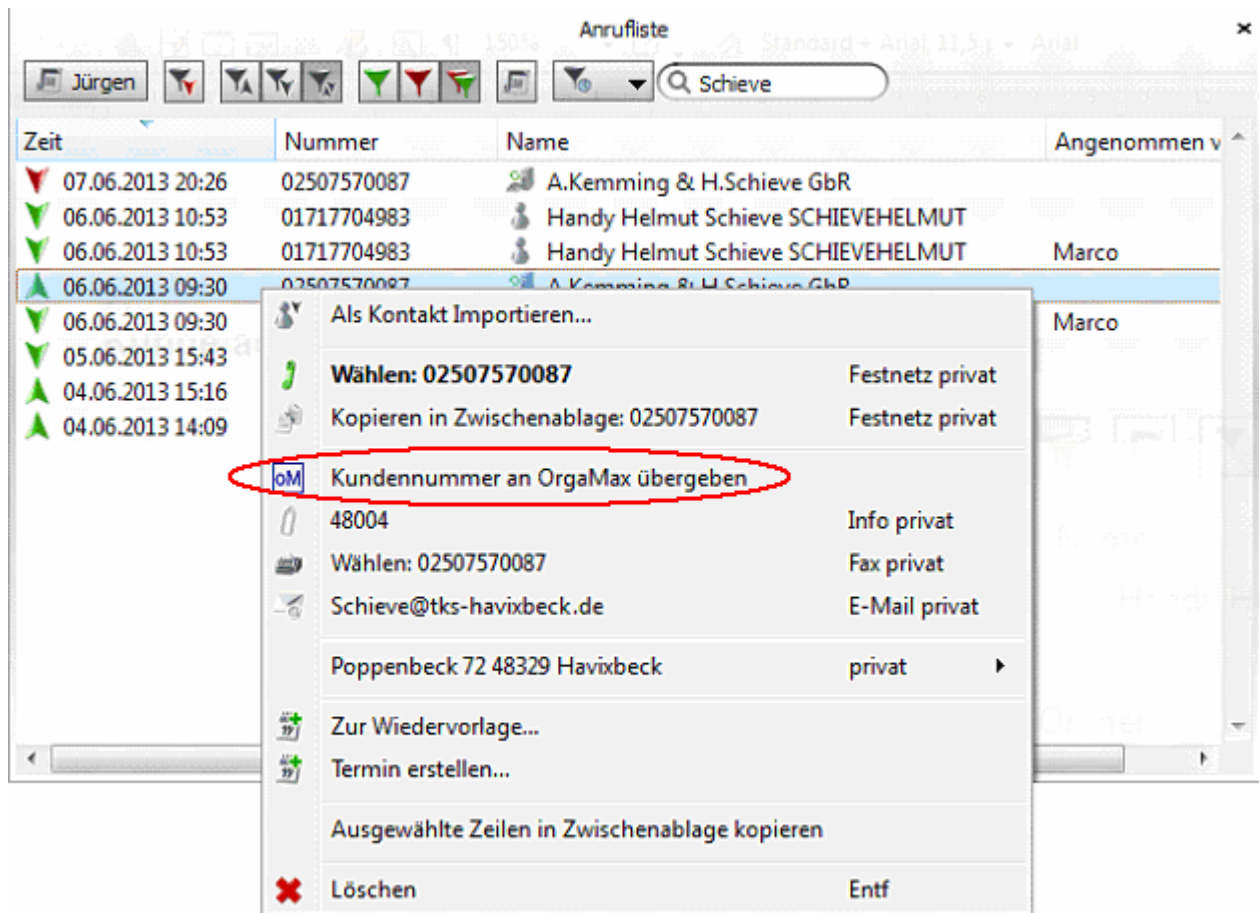 Anrufliste
Jürgen Schieve
Zeit Nummer Name Angenommen v
07.06.2013 20:26 02507570087 A.Kemming & H.Schieve GbR
06.06.2013 10:53 01717704983 Handy Helmut Schieve SCHIEVEHELMUT
06.06.2013 10:53 01717704983 Handy Helmut Schieve SCHIEVEHELMUT Marco
06.06.2013 09:30 02507570087 A.Kemming & H.Schieve GbR
06.06.2013 09:30 Marco
05.06.2013 15:43
04.06.2013 15:16
04.06.2013 14:09
Als Kontakt Importieren...
Wählen: 02507570087 Festnetz privat
Kopieren in Zwischenablage: 02507570087 Festnetz privat
oM Kundennummer an OrgaMax übergeben
48004 Info privat
Wählen: 02507570087 Fax privat
Schieve@tks-havixbeck.de E-Mail privat
Poppenbeck 72 48329 Havixbeck privat
Zur Wiedervorlage...
Termin erstellen...
Ausgewählte Zeilen in Zwischenablage kopieren
Löschen Entf